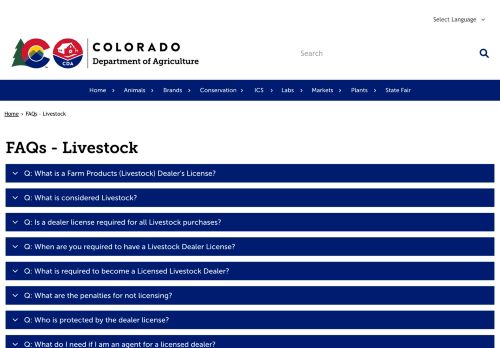 Select Language
COLORADO
Department of Agriculture
CDA
Search
Home Animals Brands Conservation ICS Labs Markets Plants State Fair
Home › FAQs - Livestock
FAQs - Livestock
Q: What is a Farm Products (Livestock) Dealer's License?
Q: What is considered Livestock?
Q: Is a dealer license required for all Livestock purchases?
Q: When are you required to have a Livestock Dealer License?
Q: What is required to become a Licensed Livestock Dealer?
Q: What are the penalties for not licensing?
Q: Who is protected by the dealer license?
Q: What do I need if I am an agent for a licensed dealer?